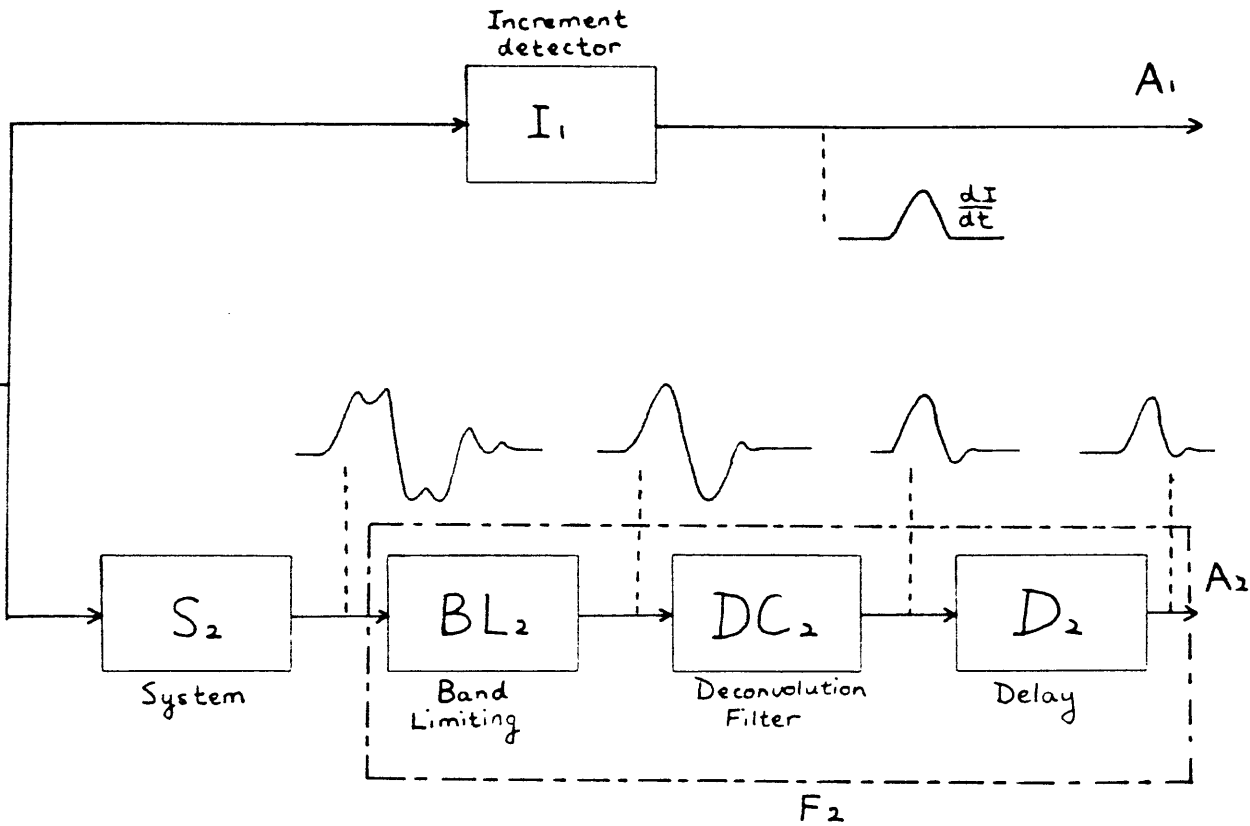 Increment
detector
I₁
A₁
dI
dt
S₂
BL₂
DC₂
D₂
A₂
System
Band
Limiting
Deconvolution
Filter
Delay
F₂